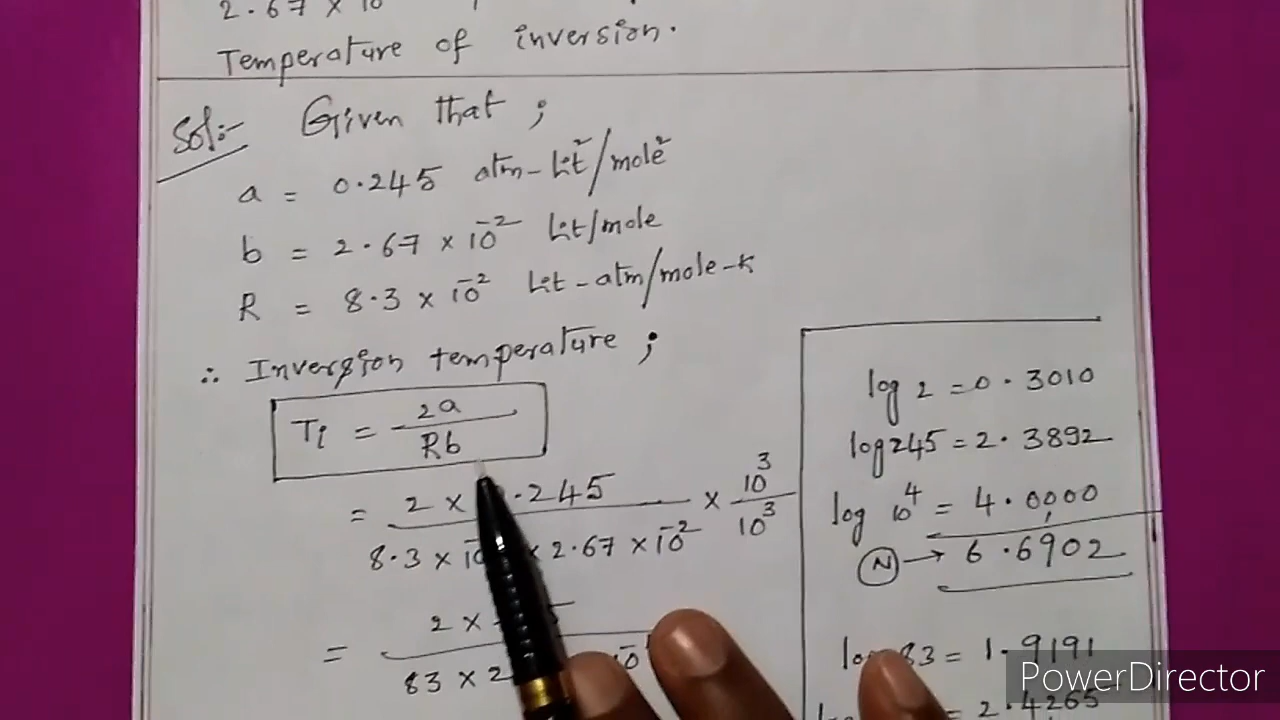 2.67 × 10
Temperature of inversion.
Sol:- Given that ;
a = 0.245 atm-Lit²/mole²
b = 2.67 × 10⁻² Lit/mole
R = 8.3 × 10⁻² Lit-atm/mole-K
∴ Inversion temperature ;
Ti = 2a / Rb
= 2 × .245 / 8.3 × 10 × 2.67 × 10⁻² × 10³ / 10³
= 2 × / 83 × 2
log 2 = 0.3010
log 245 = 2.3892
log 10⁴ = 4.0000
N → 6.6902
83 = 1.9191
= 2.4265
PowerDirector